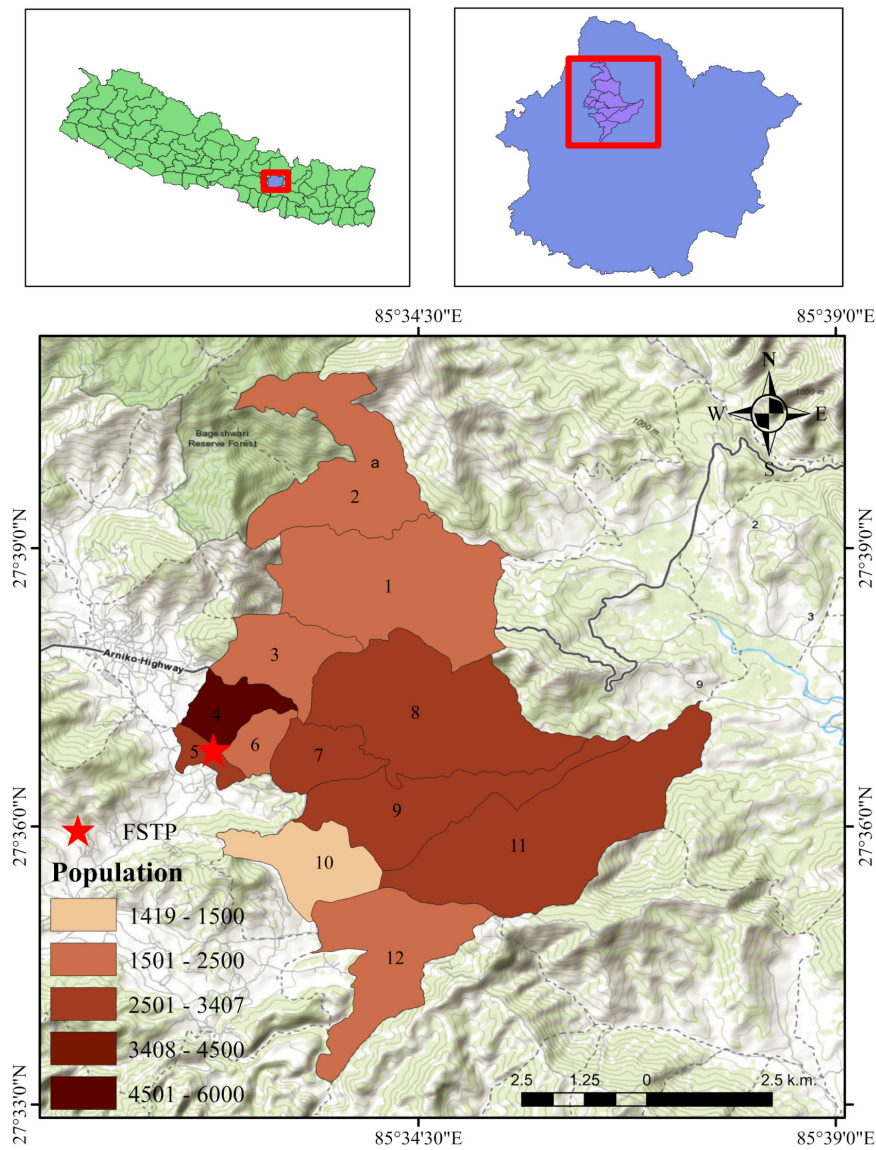 85°34'30"E 85°39'0"E
N
W E
S
1000 m
1000 m
Bageshwari
Reserve Forest
a
2
2
27°39'0"N 27°39'0"N
1
3
3
Arniko Highway
9
4
8
5 6 7
9
27°36'0"N 27°36'0"N
FSTP
11
10
Population
1419 - 1500
1501 - 2500
12
2501 - 3407
3408 - 4500
4501 - 6000
2.5 1.25 0 2.5 k.m.
27°33'0"N 27°33'0"N
85°34'30"E 85°39'0"E